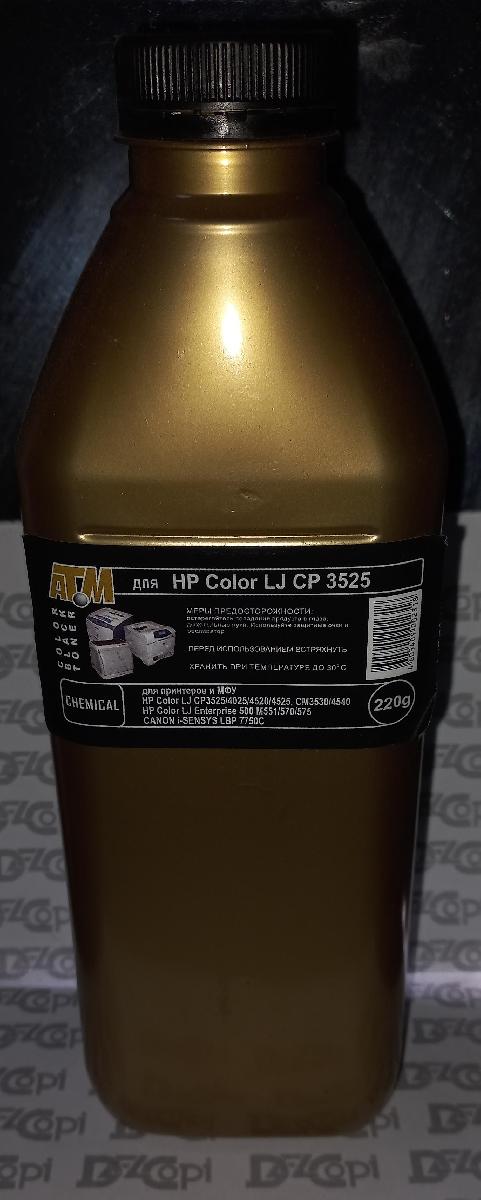 ATM для HP Color LJ CP 3525
COLOR TONER
МЕРЫ ПРЕДОСТОРОЖНОСТИ:
ПЕРЕД ИСПОЛЬЗОВАНИЕМ ВСТРЯХНУТЬ
ХРАНИТЬ ПРИ ТЕМПЕРАТУРЕ ДО 30°С
CHEMICAL
для принтеров и МФУ
HP Color LJ CP3525/4025/4520/4525, CM3530/4540
HP Color LJ Enterprise 500 M551/570/575
CANON i-SENSYS LBP 7750C
220g
DEZCopi